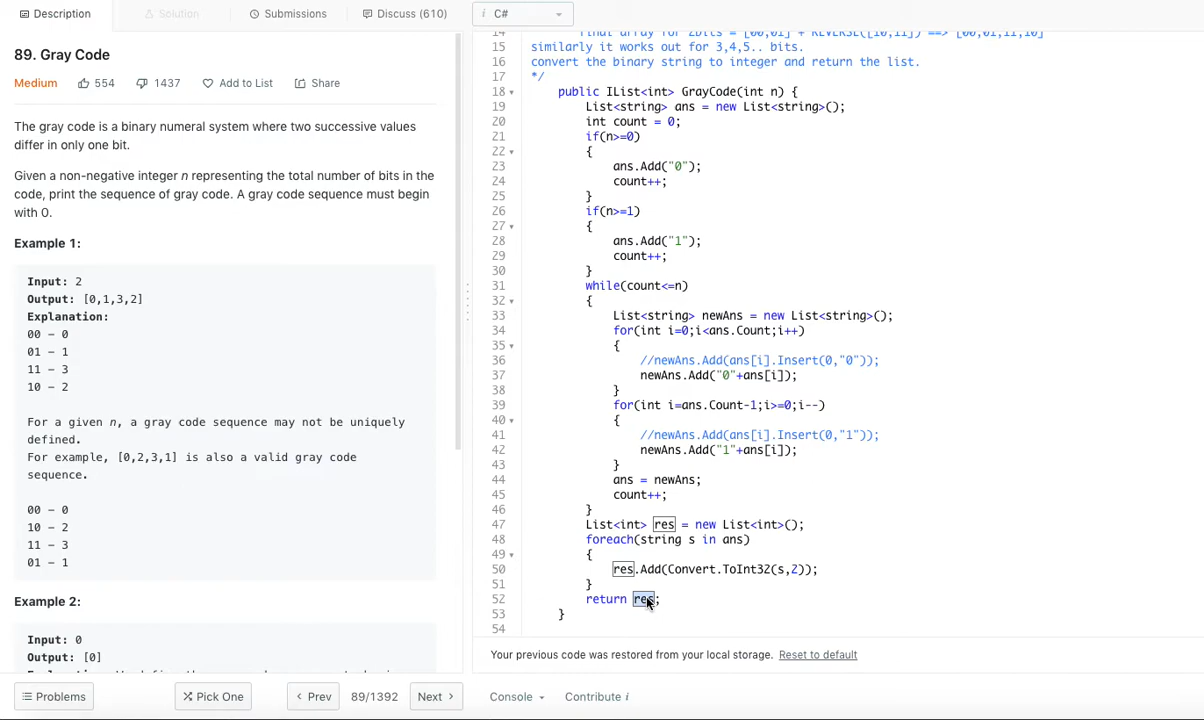 Description
Solution
Submissions
Discuss (610)
i C#
89. Gray Code
Medium 554 1437 Add to List Share
The gray code is a binary numeral system where two successive values
differ in only one bit.
Given a non-negative integer n representing the total number of bits in the
code, print the sequence of gray code. A gray code sequence must begin
with 0.
Example 1:
Input: 2
Output: [0,1,3,2]
Explanation:
00 - 0
01 - 1
11 - 3
10 - 2
For a given n, a gray code sequence may not be uniquely
defined.
For example, [0,2,3,1] is also a valid gray code
sequence.
00 - 0
10 - 2
11 - 3
01 - 1
Example 2:
Input: 0
Output: [0]
14 final array for 2bits = [00,01] + REVERSE([10,11]) ==> [00,01,11,10]
15 similarly it works out for 3,4,5.. bits.
16 convert the binary string to integer and return the list.
17 */
18 public IList<int> GrayCode(int n) {
19 List<string> ans = new List<string>();
20 int count = 0;
21 if(n>=0)
22 {
23 ans.Add("0");
24 count++;
25 }
26 if(n>=1)
27 {
28 ans.Add("1");
29 count++;
30 }
31 while(count<=n)
32 {
33 List<string> newAns = new List<string>();
34 for(int i=0;i<ans.Count;i++)
35 {
36 //newAns.Add(ans[i].Insert(0,"0"));
37 newAns.Add("0"+ans[i]);
38 }
39 for(int i=ans.Count-1;i>=0;i--)
40 {
41 //newAns.Add(ans[i].Insert(0,"1"));
42 newAns.Add("1"+ans[i]);
43 }
44 ans = newAns;
45 count++;
46 }
47 List<int> res = new List<int>();
48 foreach(string s in ans)
49 {
50 res.Add(Convert.ToInt32(s,2));
51 }
52 return res;
53 }
54
Your previous code was restored from your local storage. Reset to default
Problems
Pick One
Prev
89/1392
Next
Console
Contribute i